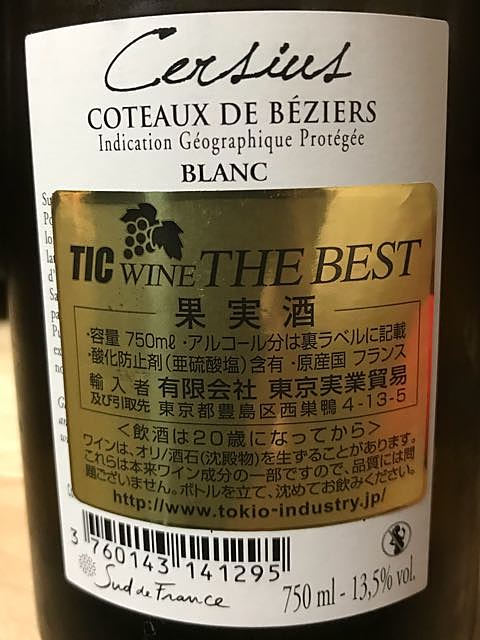 Cersius
COTEAUX DE BÉZIERS
Indication Géographique Protégée
BLANC
TIC WINE THE BEST
果実酒
・容量 750mℓ ・アルコール分は裏ラベルに記載
・酸化防止剤(亜硫酸塩)含有 ・原産国 フランス
輸入者 有限会社 東京実業貿易
及び引取先 東京都豊島区西巣鴨 4-13-5
<飲酒は20歳になってから>
ワインは、オリ/酒石(沈殿物)を生ずることがあります。
これらは本来ワイン成分の一部ですので、品質には問
題ございません。ボトルを立て、沈めてお飲みください。
http://www.tokio-industry.jp/
3 760143 141295
Sud de France
750 ml - 13,5% vol.